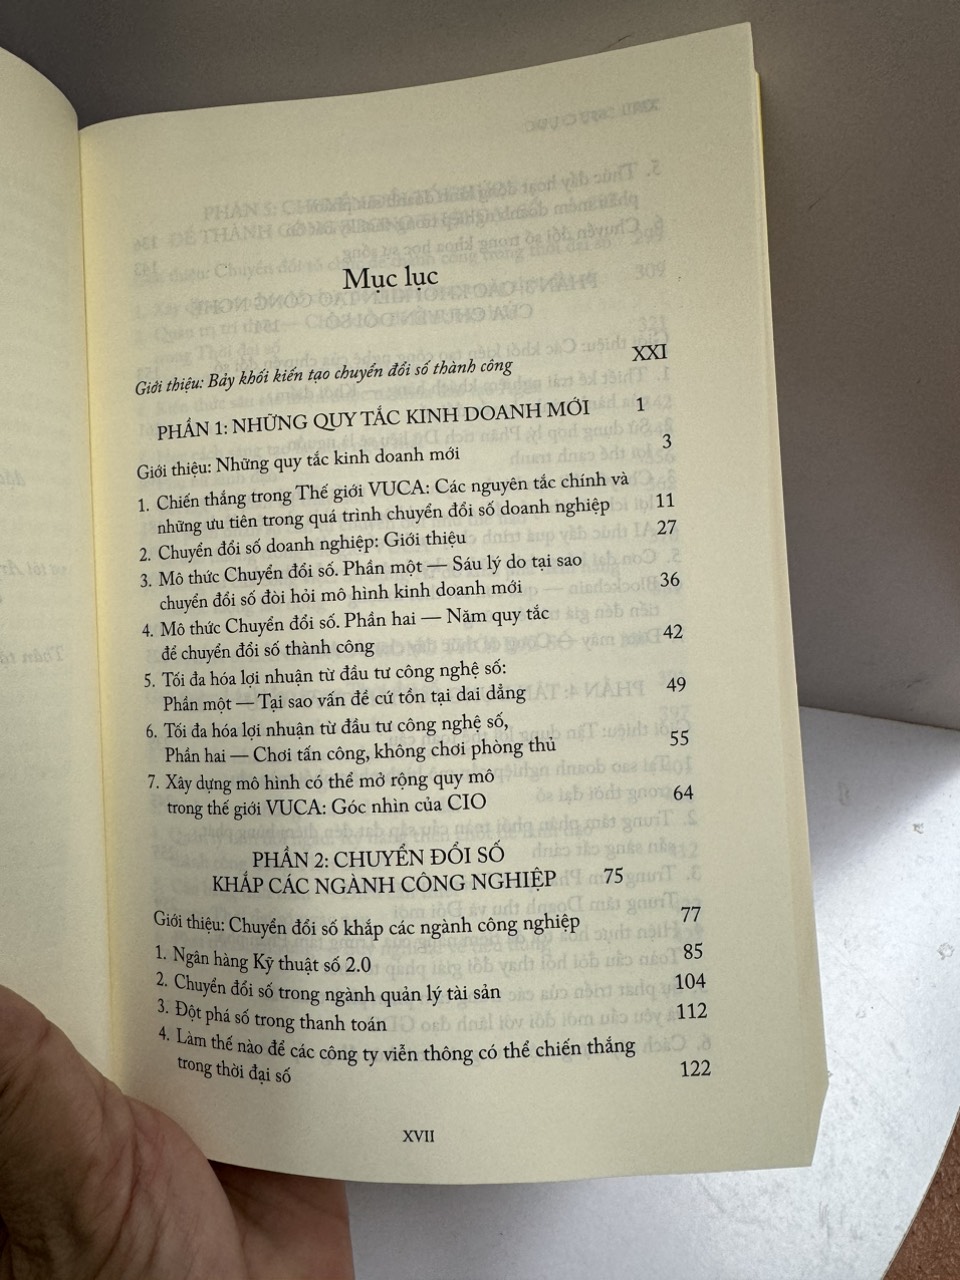 Mục lục
Giới thiệu: Bảy khối kiến tạo chuyển đổi số thành công XXI
PHẦN 1: NHỮNG QUY TẮC KINH DOANH MỚI 1
Giới thiệu: Những quy tắc kinh doanh mới 3
1. Chiến thắng trong Thế giới VUCA: Các nguyên tắc chính và
những ưu tiên trong quá trình chuyển đổi số doanh nghiệp 11
2. Chuyển đổi số doanh nghiệp: Giới thiệu 27
3. Mô thức Chuyển đổi số. Phần một — Sáu lý do tại sao
chuyển đổi số đòi hỏi mô hình kinh doanh mới 36
4. Mô thức Chuyển đổi số. Phần hai — Năm quy tắc
để chuyển đổi số thành công 42
5. Tối đa hóa lợi nhuận từ đầu tư công nghệ số:
Phần một — Tại sao vấn đề cứ tồn tại dai dẳng 49
6. Tối đa hóa lợi nhuận từ đầu tư công nghệ số,
Phần hai — Chơi tấn công, không chơi phòng thủ 55
7. Xây dựng mô hình có thể mở rộng quy mô
trong thế giới VUCA: Góc nhìn của CIO 64
PHẦN 2: CHUYỂN ĐỔI SỐ
KHẮP CÁC NGÀNH CÔNG NGHIỆP 75
Giới thiệu: Chuyển đổi số khắp các ngành công nghiệp 77
1. Ngân hàng Kỹ thuật số 2.0 85
2. Chuyển đổi số trong ngành quản lý tài sản 104
3. Đột phá số trong thanh toán 112
4. Làm thế nào để các công ty viễn thông có thể chiến thắng
trong thời đại số 122
XVII